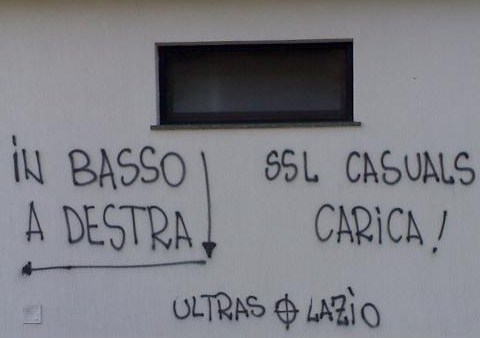 iN BASSO
A DESTRA
SSL CASUALS
CARiCA!
ULTRAS LAZiO